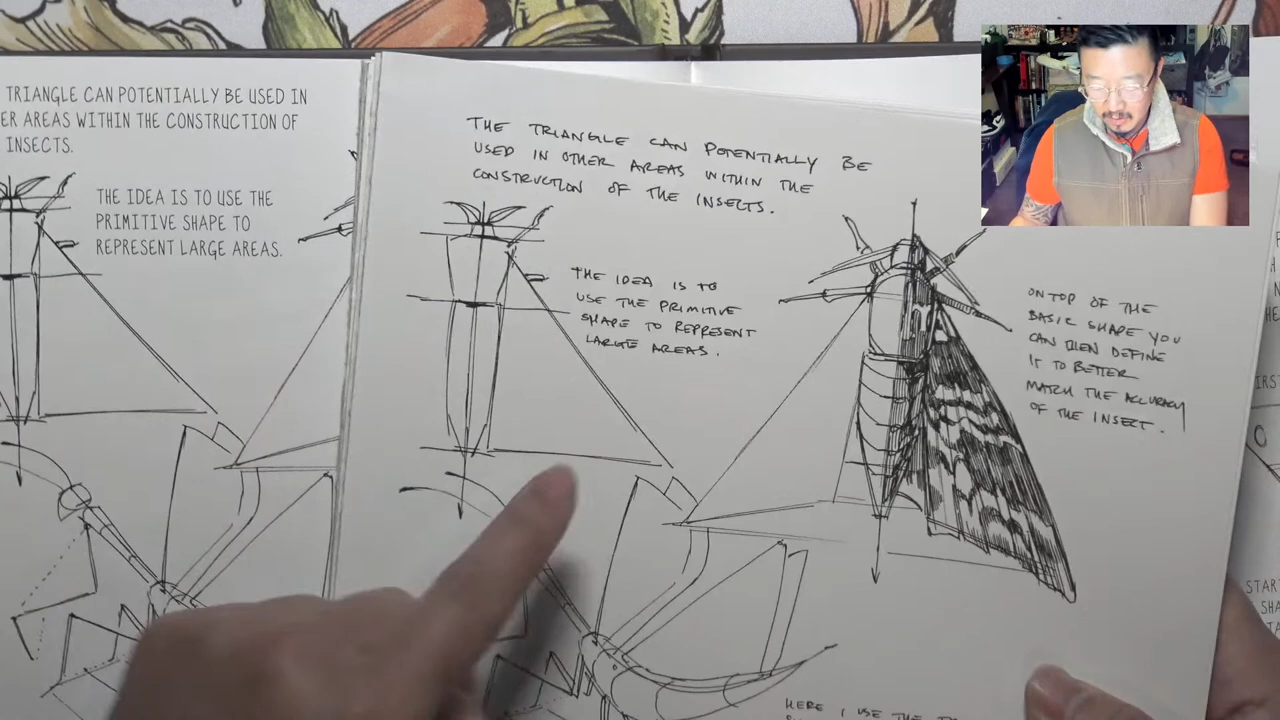 TRIANGLE CAN POTENTIALLY BE USED IN
ER AREAS WITHIN THE CONSTRUCTION OF
INSECTS.
THE IDEA IS TO USE THE
PRIMITIVE SHAPE TO
REPRESENT LARGE AREAS.
THE TRIANGLE CAN POTENTIALLY BE
USED IN OTHER AREAS WITHIN THE
CONSTRUCTION OF THE INSECTS.
THE IDEA IS TO
USE THE PRIMITIVE
SHAPE TO REPRESENT
LARGE AREAS.
ON TOP OF THE
BASIC SHAPE YOU
CAN THEN DEFINE
IT TO BETTER
MATCH THE ACCURACY
OF THE INSECT.
HERE I USE THE
IRST
START
SHA